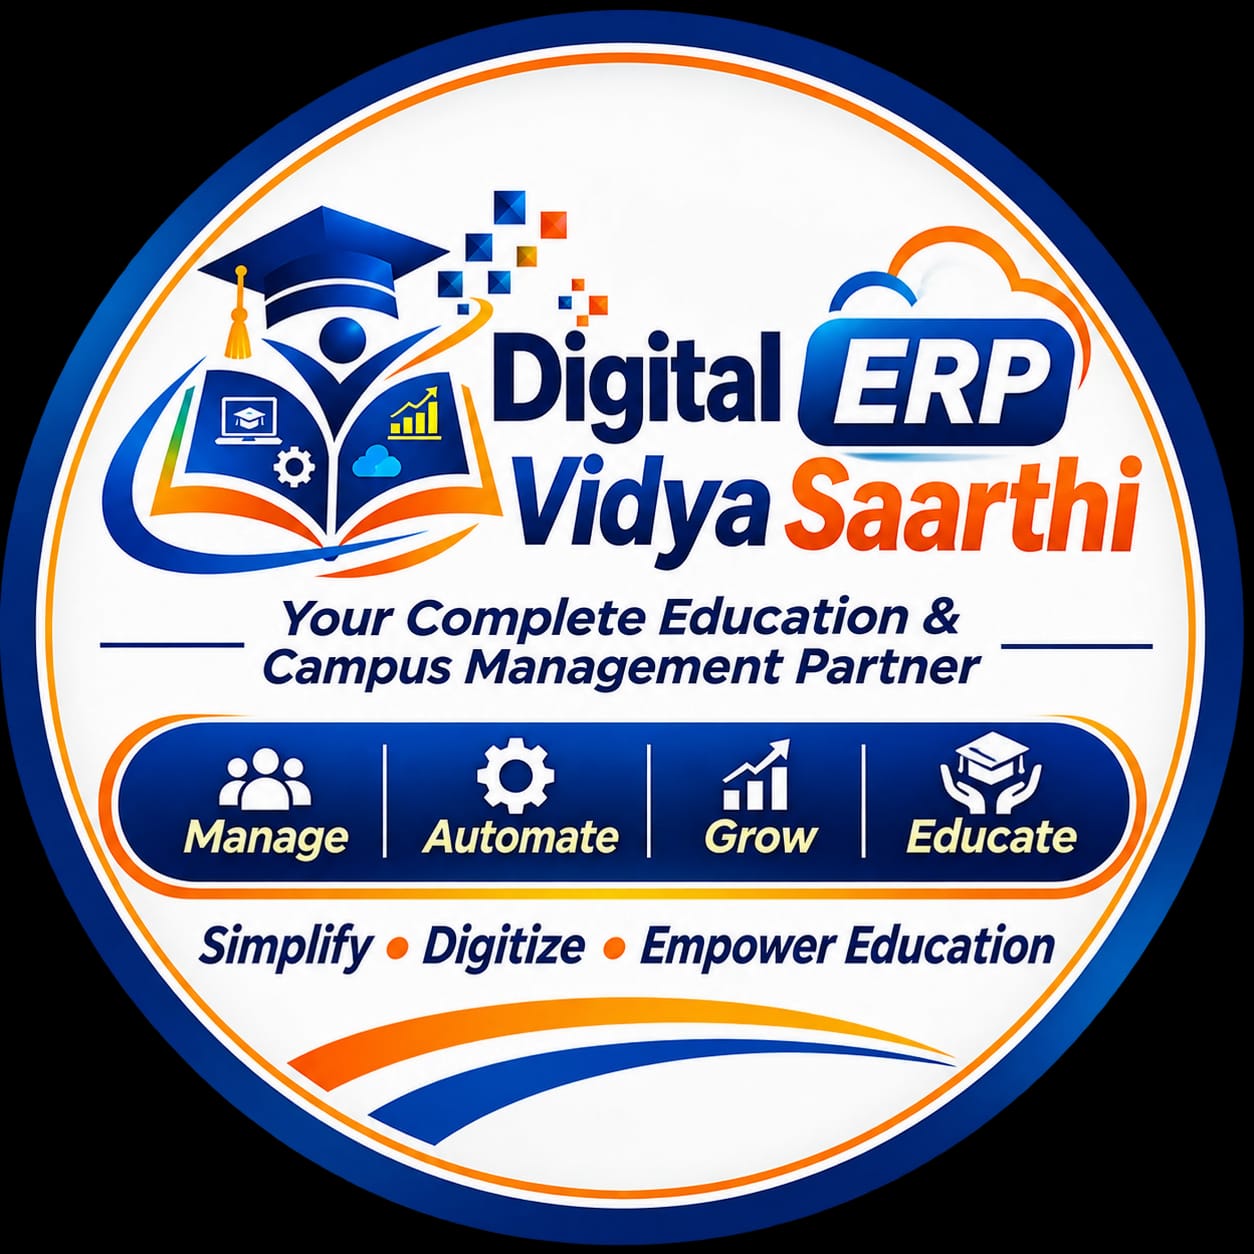 Digital ERP
Vidya Saarthi
Your Complete Education &
Campus Management Partner
Manage Automate Grow Educate
Simplify • Digitize • Empower Education